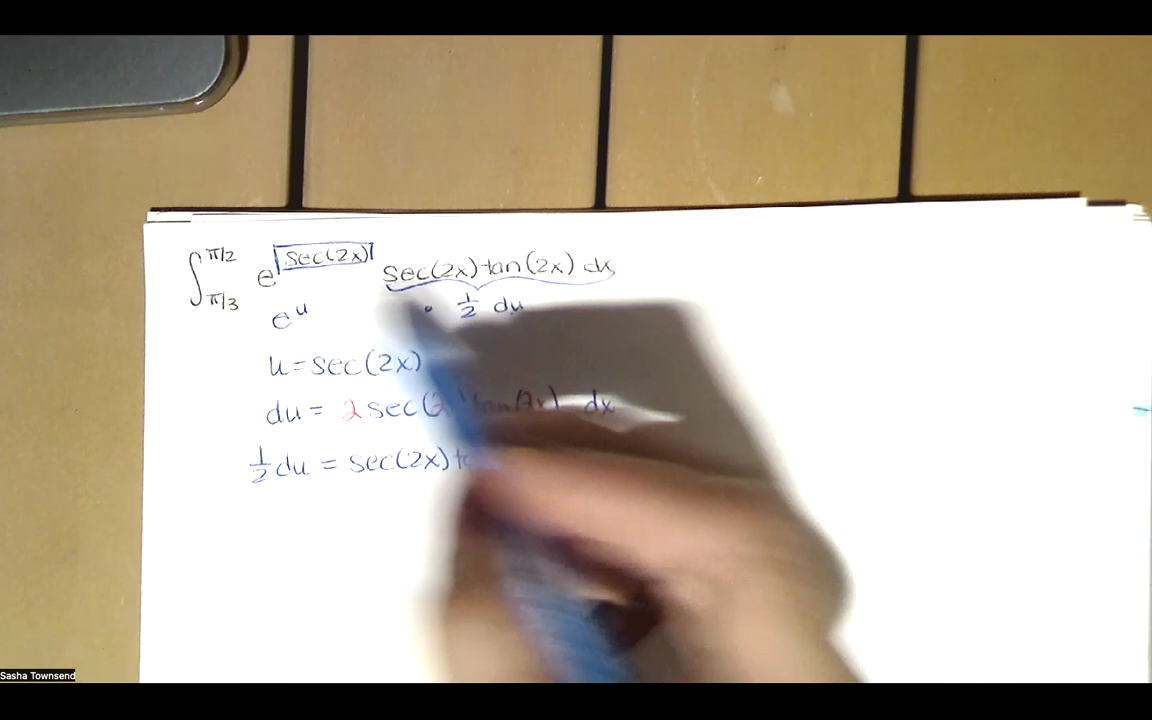 ∫_{π/3}^{π/2} e^{sec(2x)} sec(2x) tan(2x) dx
e^u · 1/2 du
u = sec(2x)
du = 2 sec(2x) tan(2x) dx
1/2 du = sec(2x)
Sasha Townsend